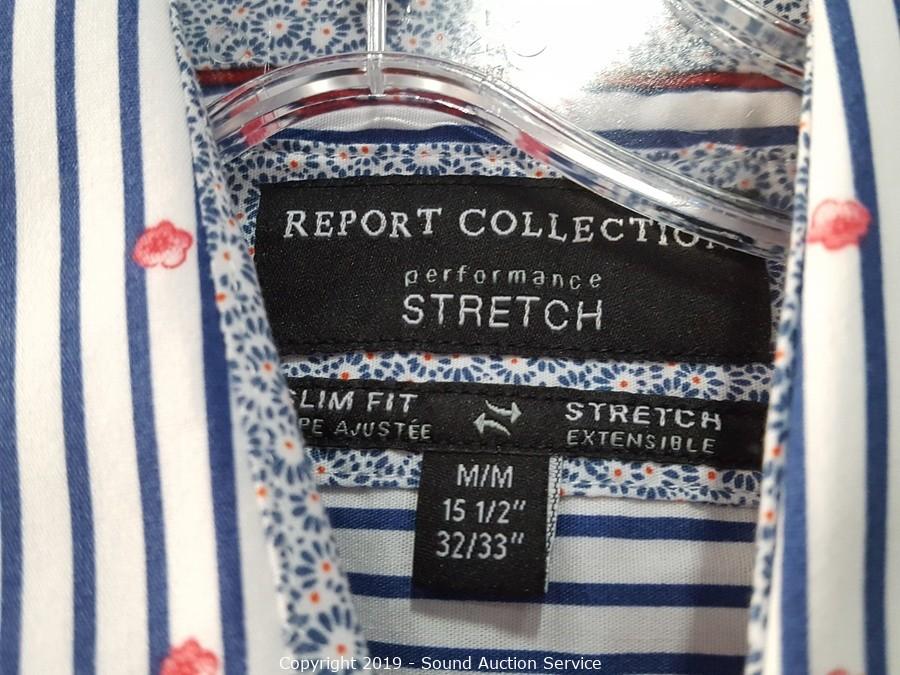 REPORT COLLECTION
performance
STRETCH
SLIM FIT
STRETCH
PE AJUSTÉE
EXTENSIBLE
M/M
15 1/2"
32/33"
Copyright 2019 - Sound Auction Service